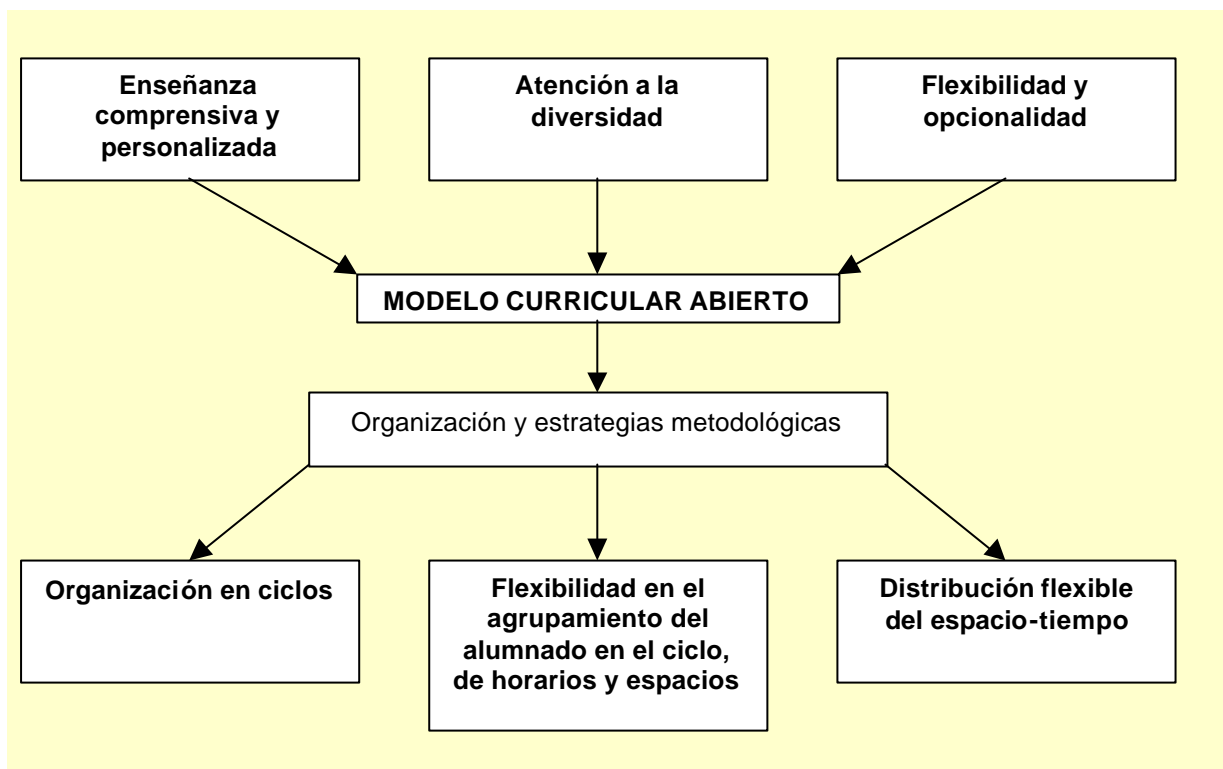 Enseñanza
comprensiva y
personalizada
Atención a la
diversidad
Flexibilidad y
opcionalidad
MODELO CURRICULAR ABIERTO
Organización y estrategias metodológicas
Organización en ciclos
Flexibilidad en el
agrupamiento del
alumnado en el ciclo,
de horarios y espacios
Distribución flexible
del espacio-tiempo